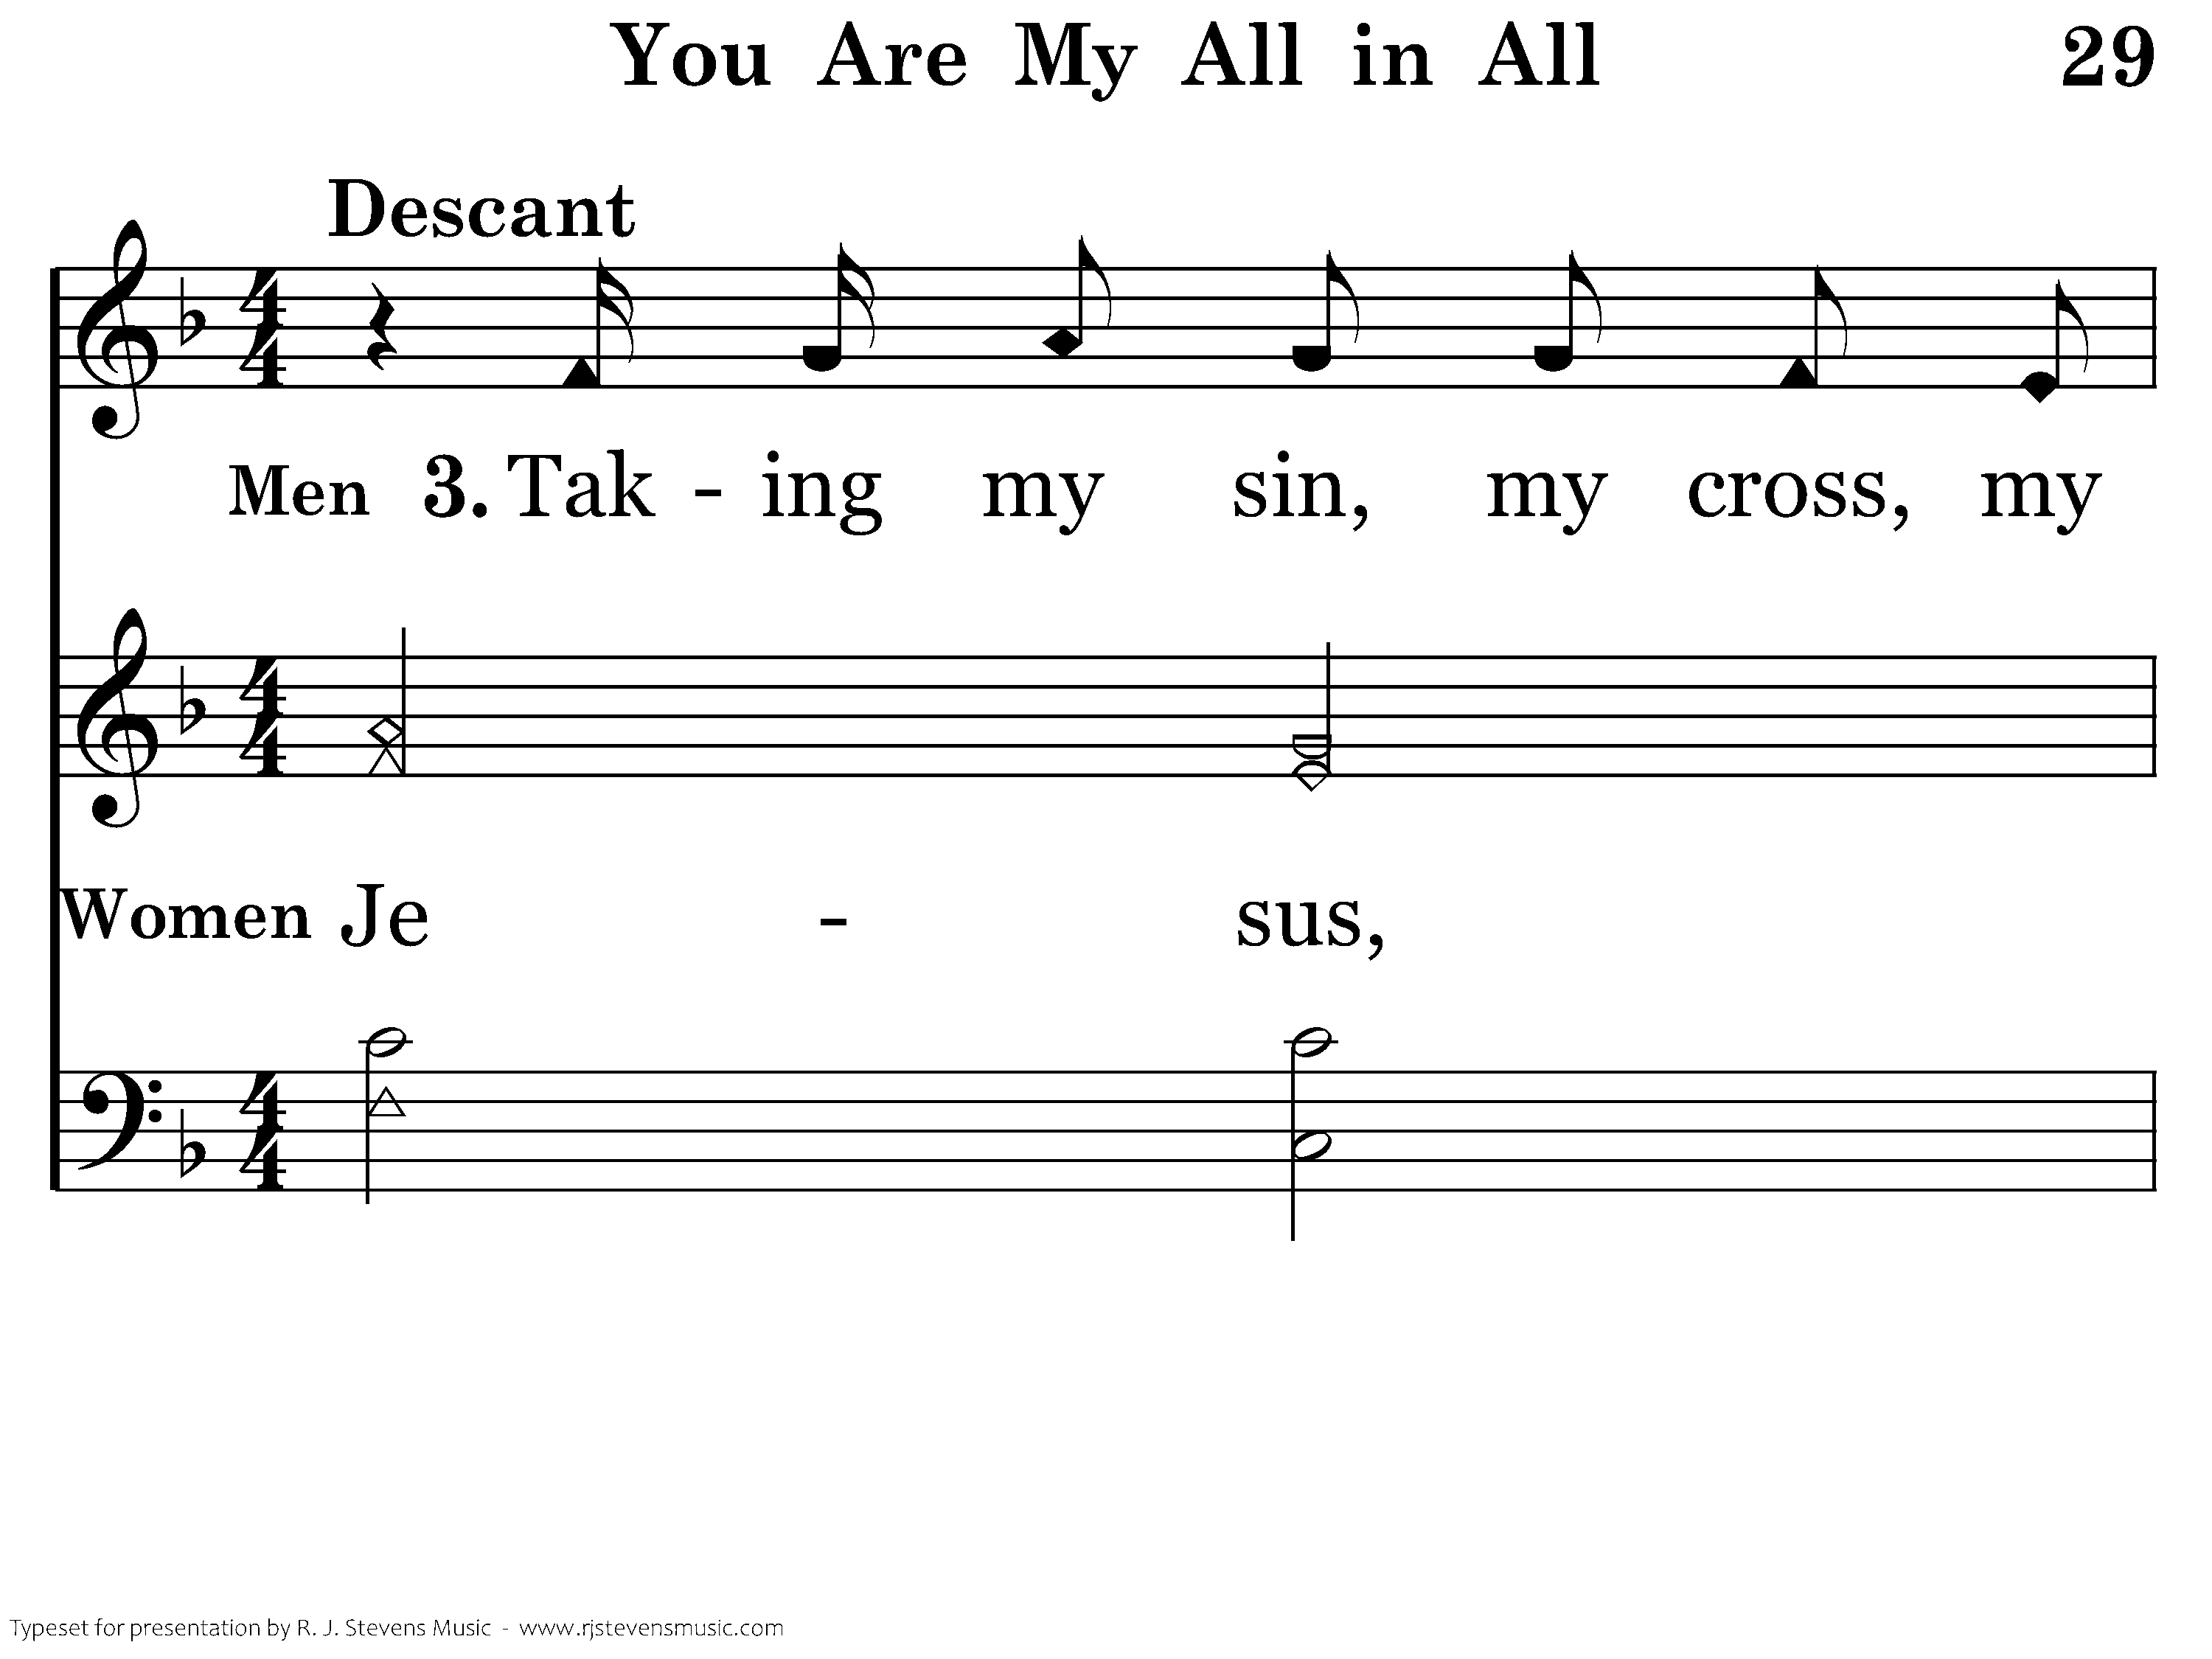 You Are My All in All 29
Descant
Men 3. Tak - ing my sin, my cross, my
Women Je - sus,
Typeset for presentation by R. J. Stevens Music - www.rjstevensmusic.com